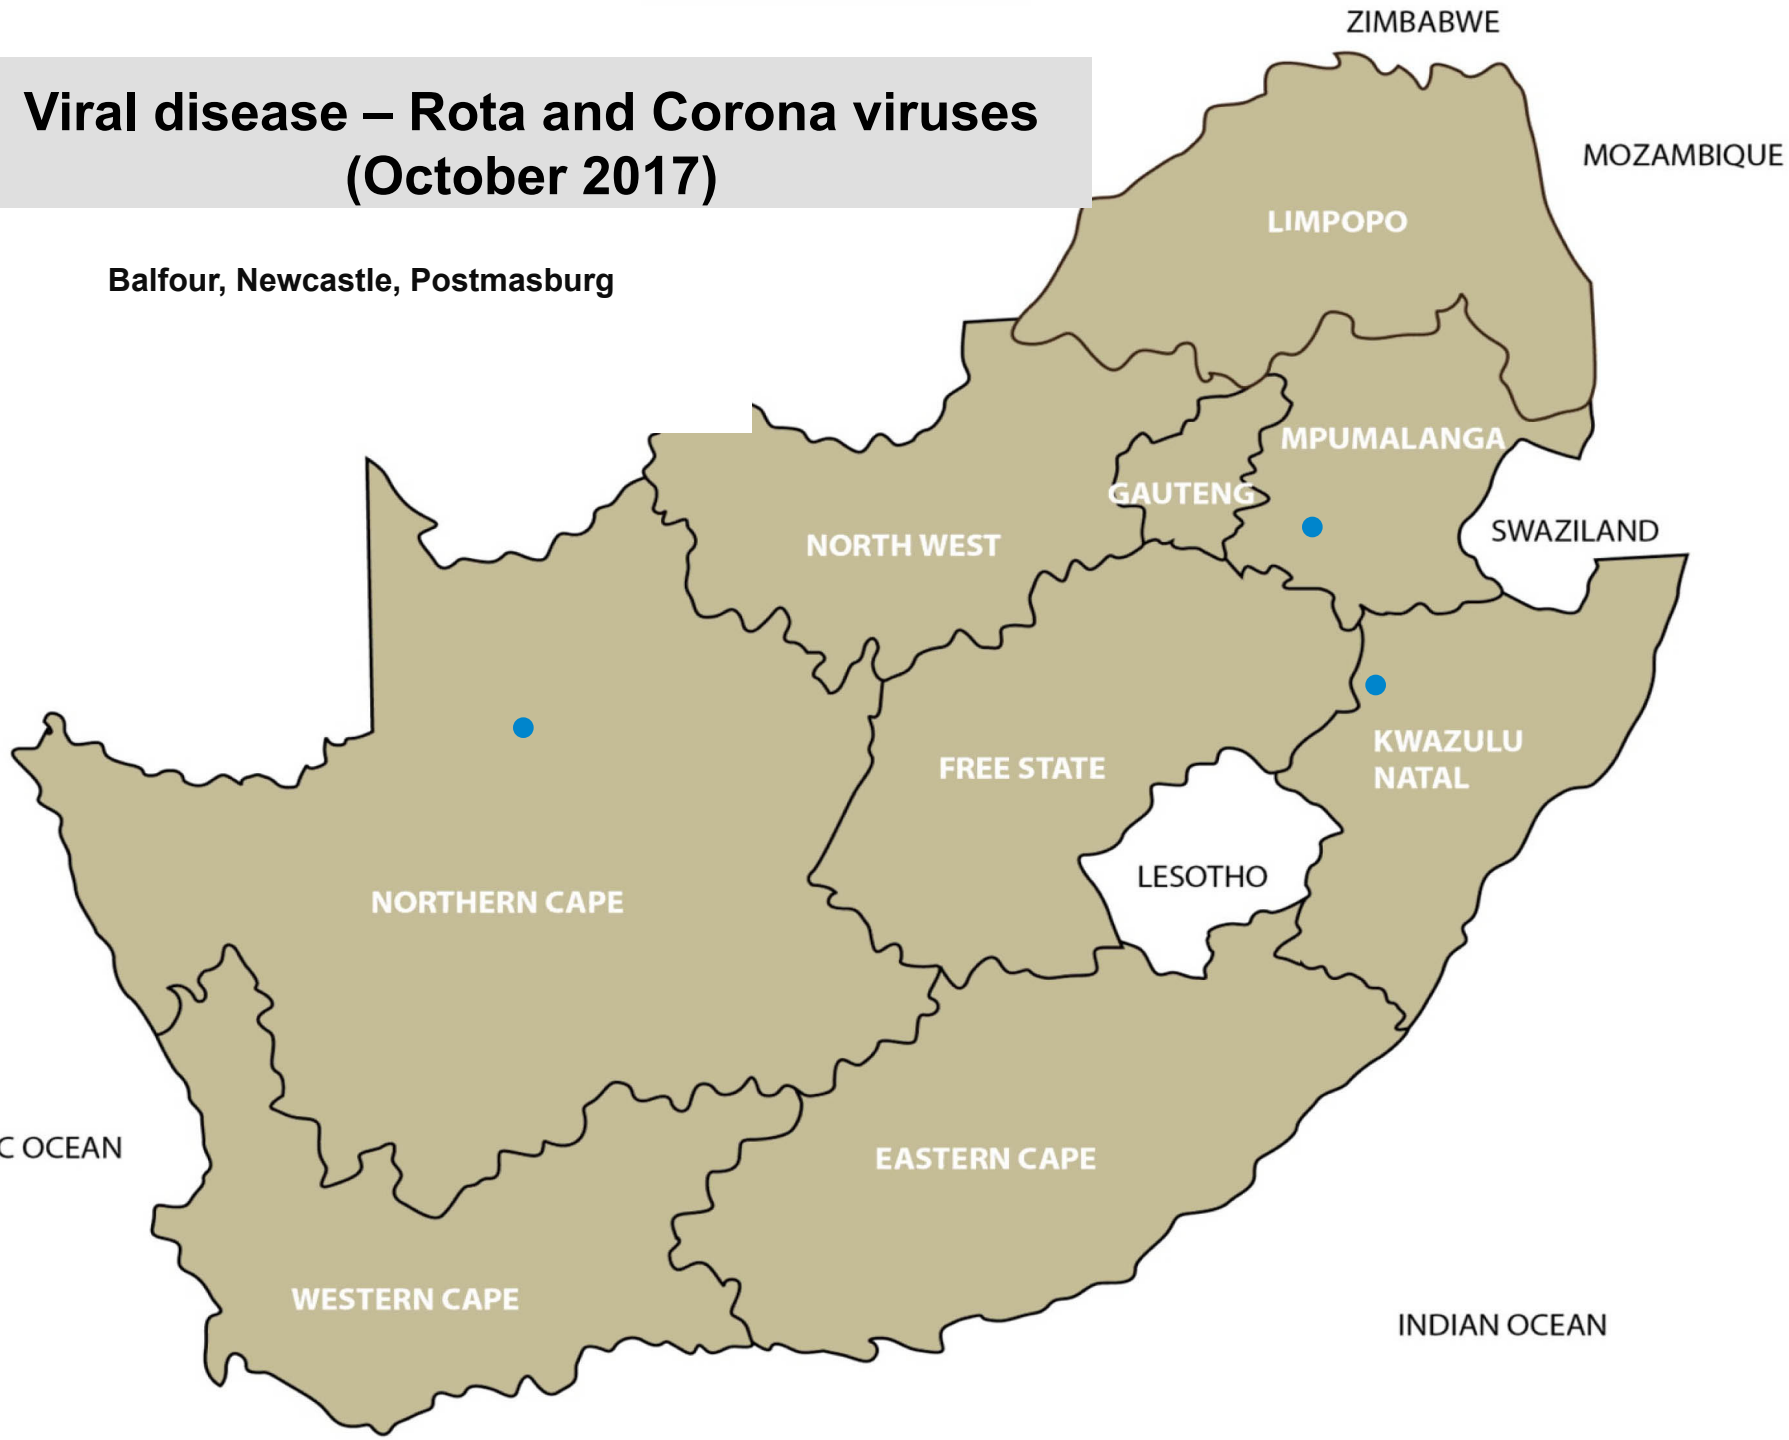 ZIMBABWE
Viral disease – Rota and Corona viruses
(October 2017)
MOZAMBIQUE
LIMPOPO
Balfour, Newcastle, Postmasburg
MPUMALANGA
GAUTENG
NORTH WEST
SWAZILAND
KWAZULU
NATAL
FREE STATE
LESOTHO
NORTHERN CAPE
C OCEAN
EASTERN CAPE
WESTERN CAPE
INDIAN OCEAN